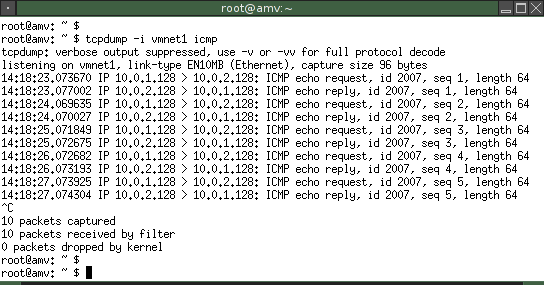 root@amv:~
root@amv: ~ $
root@amv: ~ $ tcpdump -i vmnet1 icmp
tcpdump: verbose output suppressed, use -v or -vv for full protocol decode
listening on vmnet1, link-type EN10MB (Ethernet), capture size 96 bytes
14:18:23.073670 IP 10.0.1.128 > 10.0.2.128: ICMP echo request, id 2007, seq 1, length 64
14:18:23.077002 IP 10.0.2.128 > 10.0.1.128: ICMP echo reply, id 2007, seq 1, length 64
14:18:24.069635 IP 10.0.1.128 > 10.0.2.128: ICMP echo request, id 2007, seq 2, length 64
14:18:24.070027 IP 10.0.2.128 > 10.0.1.128: ICMP echo reply, id 2007, seq 2, length 64
14:18:25.071849 IP 10.0.1.128 > 10.0.2.128: ICMP echo request, id 2007, seq 3, length 64
14:18:25.072675 IP 10.0.2.128 > 10.0.1.128: ICMP echo reply, id 2007, seq 3, length 64
14:18:26.072682 IP 10.0.1.128 > 10.0.2.128: ICMP echo request, id 2007, seq 4, length 64
14:18:26.073193 IP 10.0.2.128 > 10.0.1.128: ICMP echo reply, id 2007, seq 4, length 64
14:18:27.073925 IP 10.0.1.128 > 10.0.2.128: ICMP echo request, id 2007, seq 5, length 64
14:18:27.074304 IP 10.0.2.128 > 10.0.1.128: ICMP echo reply, id 2007, seq 5, length 64
^C
10 packets captured
10 packets received by filter
0 packets dropped by kernel
root@amv: ~ $
root@amv: ~ $